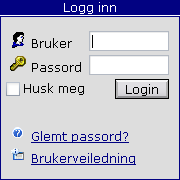 Logg inn
Bruker
Passord
Husk meg Login
Glemt passord?
Brukerveiledning